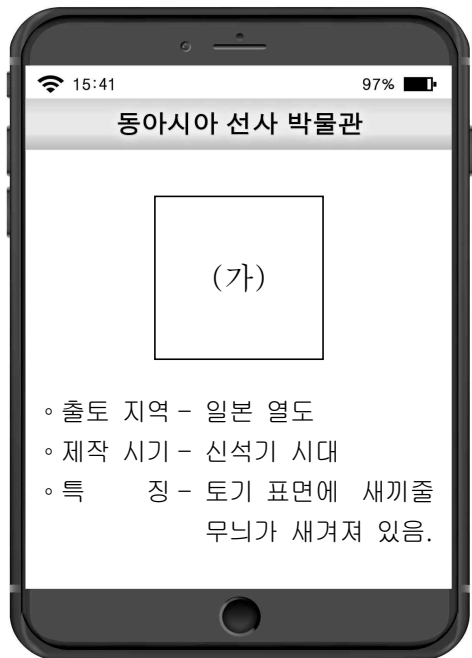 15:41 97%
동아시아 선사 박물관
(가)
◦출토 지역 - 일본 열도
◦제작 시기 - 신석기 시대
◦특 징 - 토기 표면에 새끼줄
무늬가 새겨져 있음.